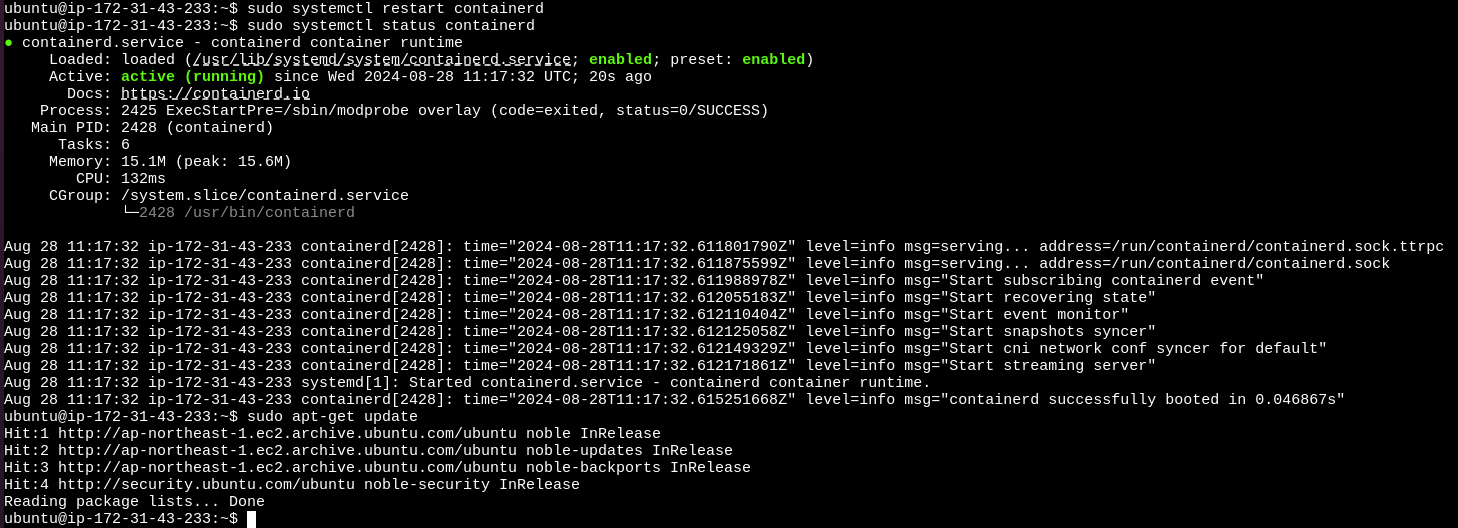 ubuntu@ip-172-31-43-233:~$ sudo systemctl restart containerd
ubuntu@ip-172-31-43-233:~$ sudo systemctl status containerd
● containerd.service - containerd container runtime
     Loaded: loaded (/usr/lib/systemd/system/containerd.service; enabled; preset: enabled)
     Active: active (running) since Wed 2024-08-28 11:17:32 UTC; 20s ago
       Docs: https://containerd.io
    Process: 2425 ExecStartPre=/sbin/modprobe overlay (code=exited, status=0/SUCCESS)
   Main PID: 2428 (containerd)
      Tasks: 6
     Memory: 15.1M (peak: 15.6M)
        CPU: 132ms
     CGroup: /system.slice/containerd.service
             └─2428 /usr/bin/containerd

Aug 28 11:17:32 ip-172-31-43-233 containerd[2428]: time="2024-08-28T11:17:32.611801790Z" level=info msg=serving... address=/run/containerd/containerd.sock.ttrpc
Aug 28 11:17:32 ip-172-31-43-233 containerd[2428]: time="2024-08-28T11:17:32.611875599Z" level=info msg=serving... address=/run/containerd/containerd.sock
Aug 28 11:17:32 ip-172-31-43-233 containerd[2428]: time="2024-08-28T11:17:32.611988978Z" level=info msg="Start subscribing containerd event"
Aug 28 11:17:32 ip-172-31-43-233 containerd[2428]: time="2024-08-28T11:17:32.612055183Z" level=info msg="Start recovering state"
Aug 28 11:17:32 ip-172-31-43-233 containerd[2428]: time="2024-08-28T11:17:32.612110404Z" level=info msg="Start event monitor"
Aug 28 11:17:32 ip-172-31-43-233 containerd[2428]: time="2024-08-28T11:17:32.612125058Z" level=info msg="Start snapshots syncer"
Aug 28 11:17:32 ip-172-31-43-233 containerd[2428]: time="2024-08-28T11:17:32.612149329Z" level=info msg="Start cni network conf syncer for default"
Aug 28 11:17:32 ip-172-31-43-233 containerd[2428]: time="2024-08-28T11:17:32.612171861Z" level=info msg="Start streaming server"
Aug 28 11:17:32 ip-172-31-43-233 systemd[1]: Started containerd.service - containerd container runtime.
Aug 28 11:17:32 ip-172-31-43-233 containerd[2428]: time="2024-08-28T11:17:32.615251668Z" level=info msg="containerd successfully booted in 0.046867s"
ubuntu@ip-172-31-43-233:~$ sudo apt-get update
Hit:1 http://ap-northeast-1.ec2.archive.ubuntu.com/ubuntu noble InRelease
Hit:2 http://ap-northeast-1.ec2.archive.ubuntu.com/ubuntu noble-updates InRelease
Hit:3 http://ap-northeast-1.ec2.archive.ubuntu.com/ubuntu noble-backports InRelease
Hit:4 http://security.ubuntu.com/ubuntu noble-security InRelease
Reading package lists... Done
ubuntu@ip-172-31-43-233:~$